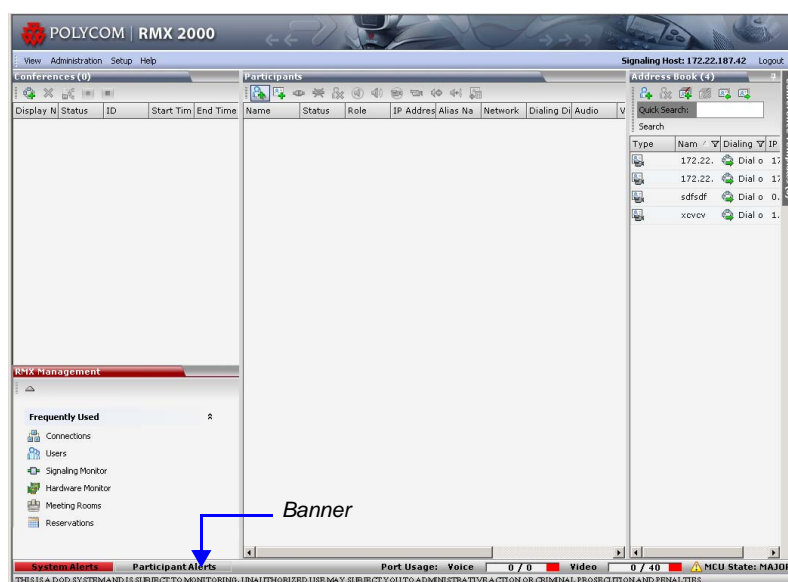 POLYCOM | RMX 2000
View Administration Setup Help
Signaling Host: 172.22.187.42 Logout
Conferences (0)
Display N Status ID Start Tim End Time
Participants
Name Status Role IP Addres Alias Na Network Dialing Di Audio V
Address Book (4)
Quick Search:
Search
Type Nam Dialing IP
172.22. Dial o 17
172.22. Dial o 17
sdfsdf Dial o 0.
xcvcv Dial o 1.
RMX Management
Frequently Used
Connections
Users
Signaling Monitor
Hardware Monitor
Meeting Rooms
Reservations
Banner
System Alerts Participant Alerts Port Usage: Voice 0 / 0 Video 0 / 40 MCU State: MAJOR
THIS IS A DOD SYSTEM AND IS SUBJECT TO MONITORING. UNAUTHORIZED USE MAY SUBJECT YOU TO ADMINISTRATIVE ACTION OR CRIMINAL PROSECUTION AND PENALTIES.